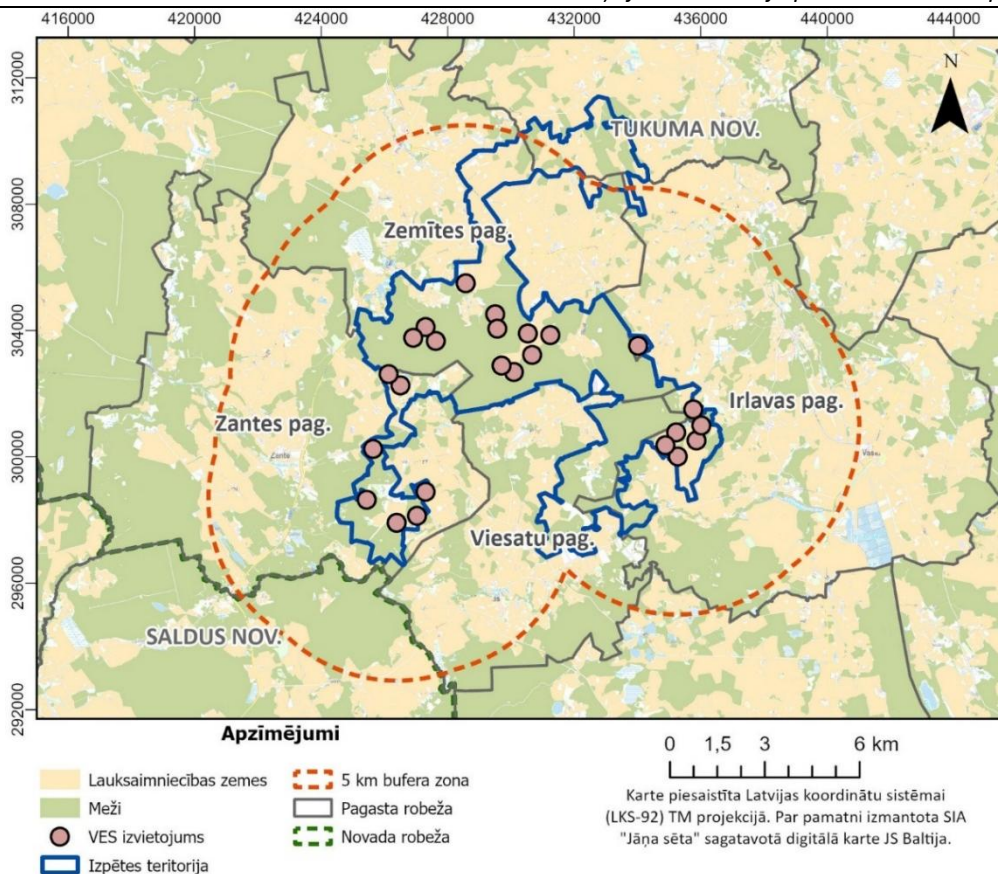 416000 420000 424000 428000 432000 436000 440000 444000
312000
308000
304000
300000
296000
292000
N
TUKUMA NOV.
Zemītes pag.
Irlavas pag.
Zantes pag.
Viesatu pag.
SALDUS NOV.
Apzīmējumi
Lauksaimniecības zemes
Meži
VES izvietojums
Izpētes teritorija
5 km bufera zona
Pagasta robeža
Novada robeža
0 1,5 3 6 km
Karte piesaistīta Latvijas koordinātu sistēmai
(LKS-92) TM projekcijā. Par pamatni izmantota SIA
"Jāņa sēta" sagatavotā digitālā karte JS Baltija.